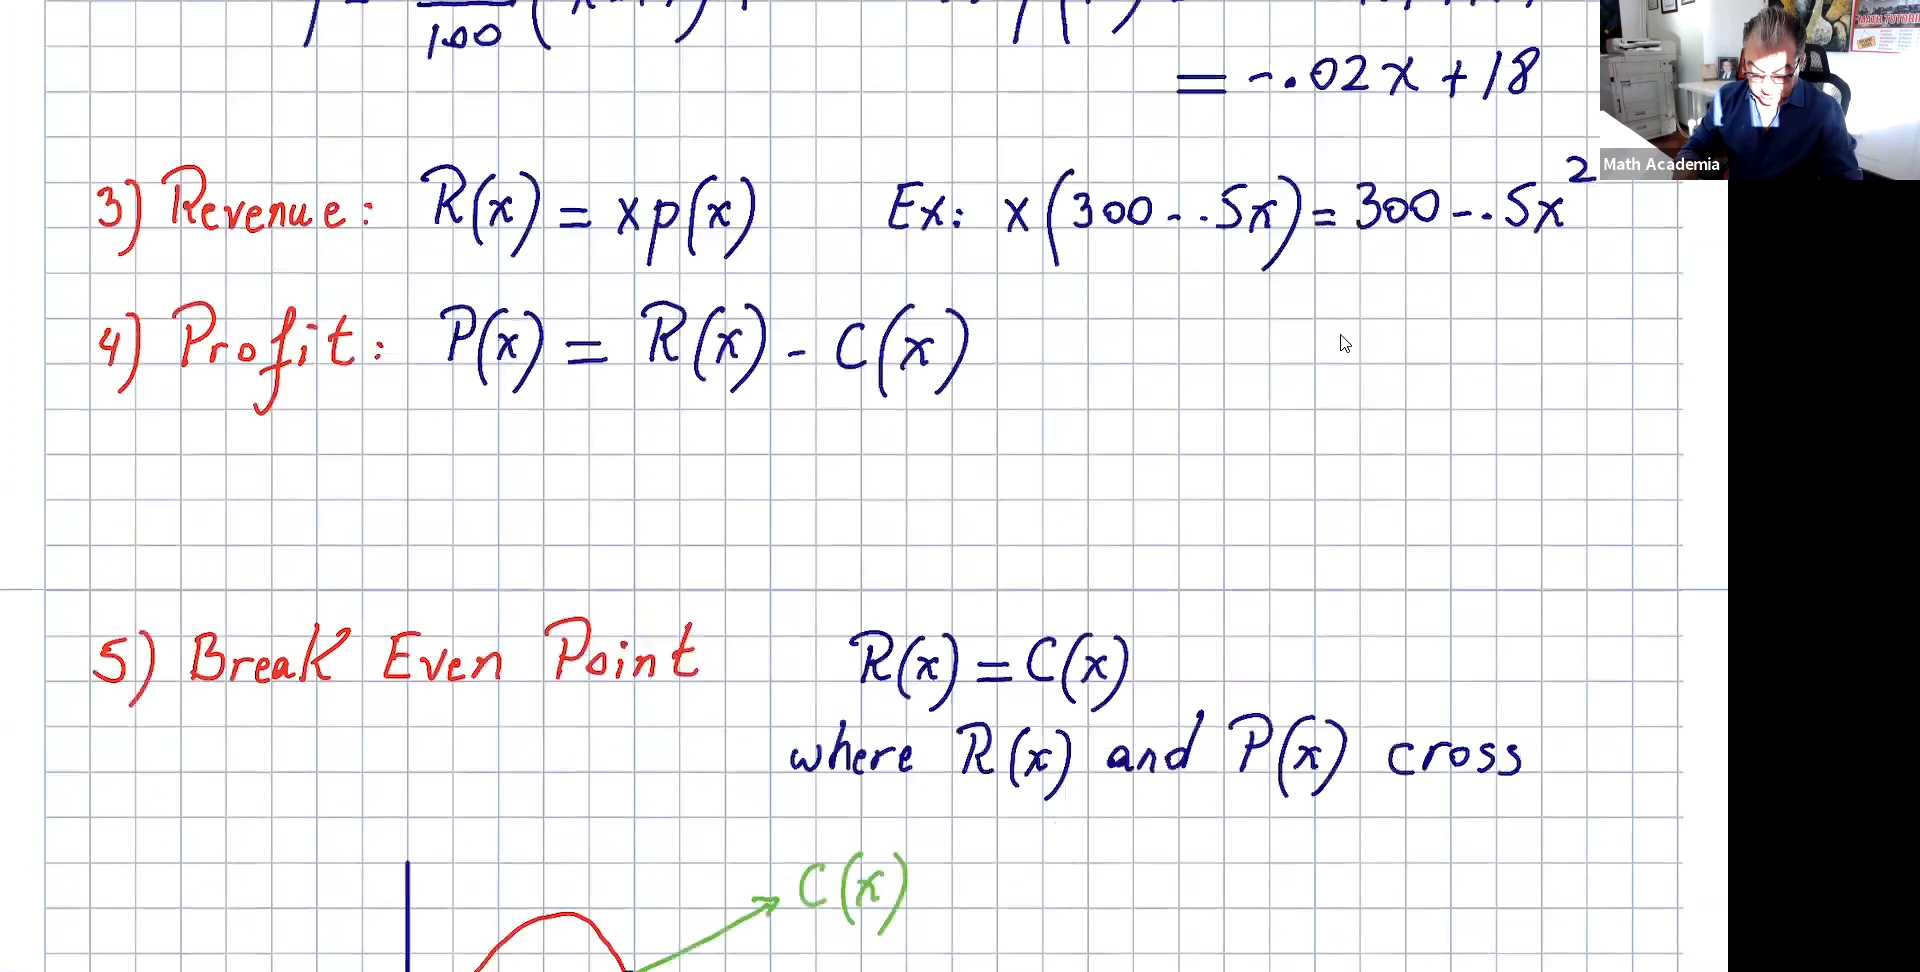 100
= -.02x + 18
Math Academia
3) Revenue: R(x) = xp(x) Ex: x(300-.5x) = 300-.5x²
4) Profit: P(x) = R(x) - C(x)
5) Break Even Point R(x) = C(x)
where R(x) and P(x) cross
C(x)